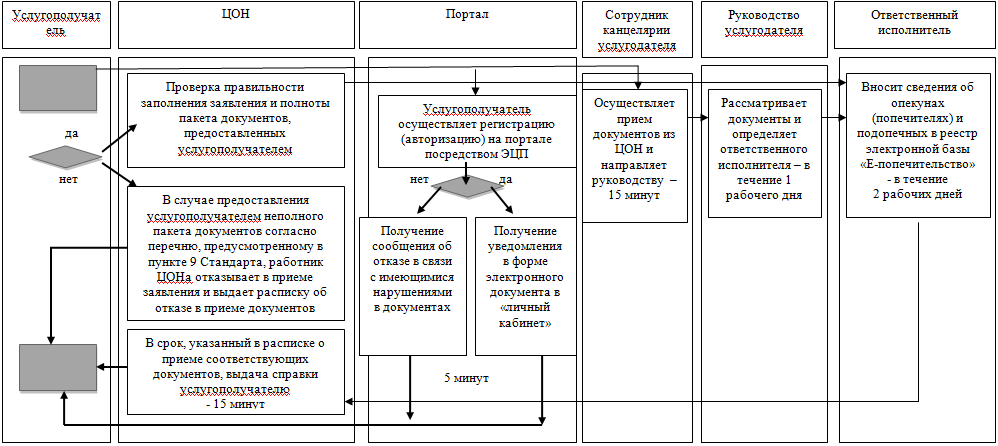 Услугополучат
ель
ЦОН
Портал
Сотрудник
канцелярии
услугодателя
Руководство
услугодателя
Ответственный
исполнитель
да
нет
Проверка правильности
заполнения заявления и полноты
пакета документов,
предоставленных
услугополучателем
В случае предоставления
услугополучателем неполного
пакета документов согласно
перечню, предусмотренному в
пункте 9 Стандарта, работник
ЦОНа отказывает в приеме
заявления и выдает расписку об
отказе в приеме документов
В срок, указанный в расписке о
приеме соответствующих
документов, выдача справки
услугополучателю
- 15 минут
Услугополучатель
осуществляет регистрацию
(авторизацию) на портале
посредством ЭЦП
нет
да
Получение
сообщения об
отказе в связи
с имеющимися
нарушениями
в документах
Получение
уведомления
в форме
электронного
документа в
«личный
кабинет»
5 минут
Осуществляет
прием
документов из
ЦОН и
направляет
руководству –
15 минут
Рассматривает
документы и
определяет
ответственного
исполнителя – в
течение 1
рабочего дня
Вносит сведения об
опекунах
(попечителях) и
подопечных в реестр
электронной базы
«Е-попечительство»
- в течение
2 рабочих дней